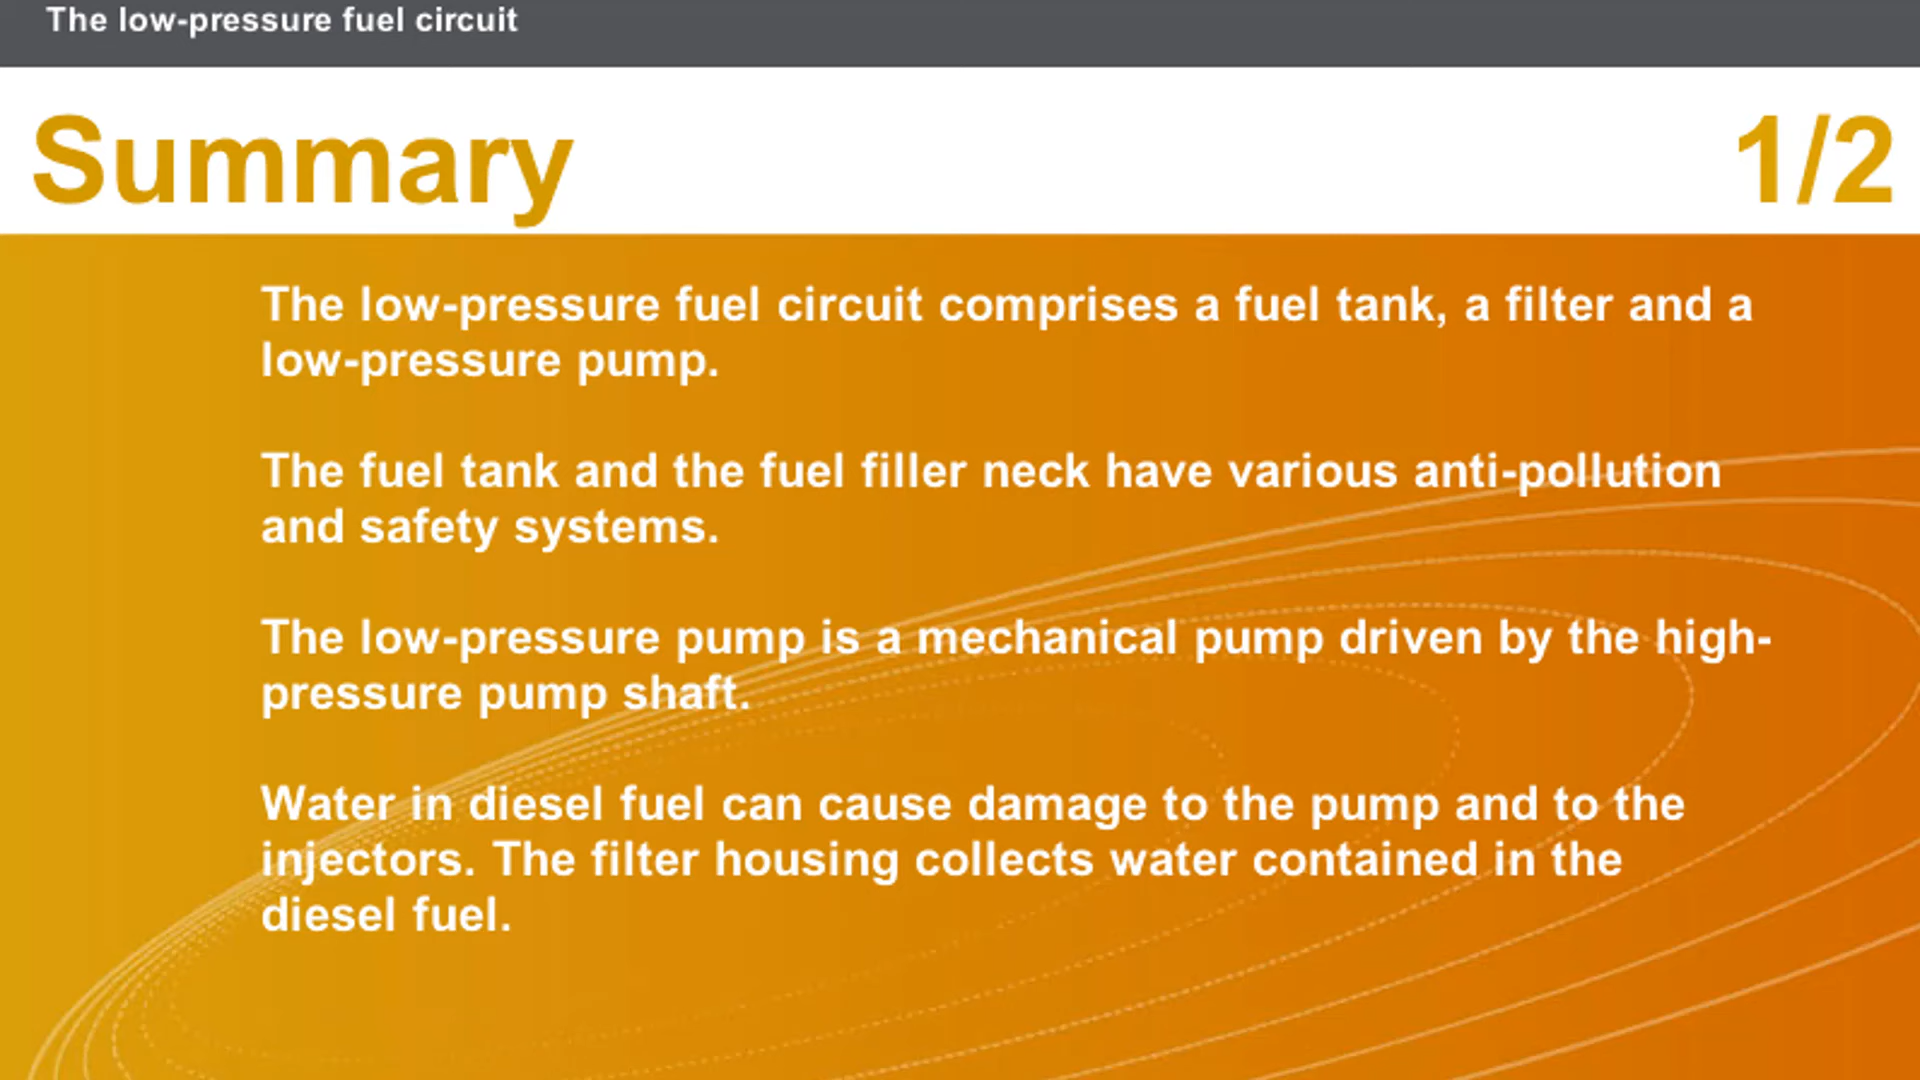 The low-pressure fuel circuit
Summary
1/2
The low-pressure fuel circuit comprises a fuel tank, a filter and a
low-pressure pump.
The fuel tank and the fuel filler neck have various anti-pollution
and safety systems.
The low-pressure pump is a mechanical pump driven by the high-
pressure pump shaft.
Water in diesel fuel can cause damage to the pump and to the
injectors. The filter housing collects water contained in the
diesel fuel.